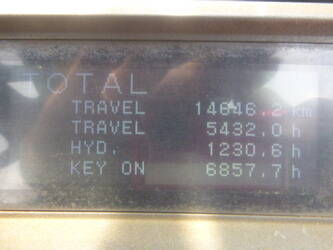 TOTAL
TRAVEL 14646.2 km
TRAVEL 5432.0 h
HYD. 1230.6 h
KEY ON 6857.7 h